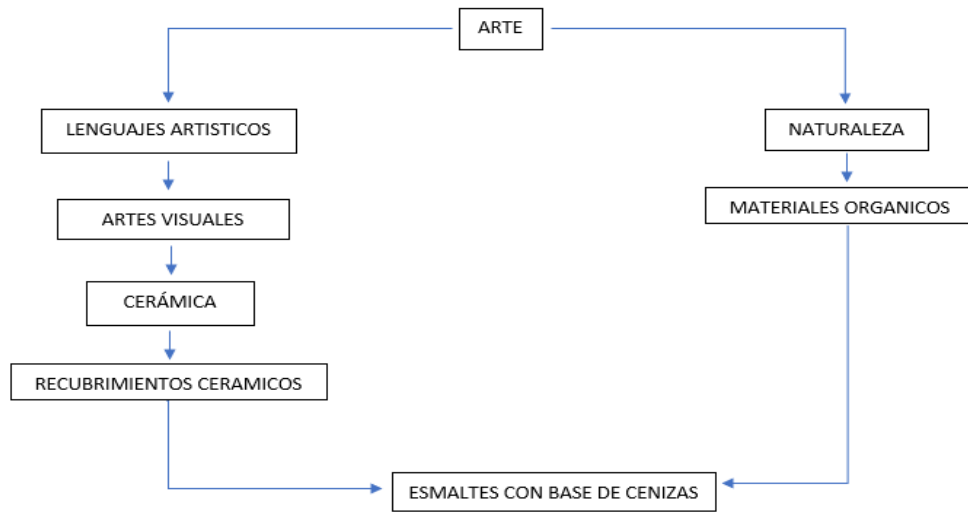 ARTE
LENGUAJES ARTISTICOS
NATURALEZA
MATERIALES ORGANICOS
ARTES VISUALES
CERÁMICA
RECUBRIMIENTOS CERAMICOS
ESMALTES CON BASE DE CENIZAS